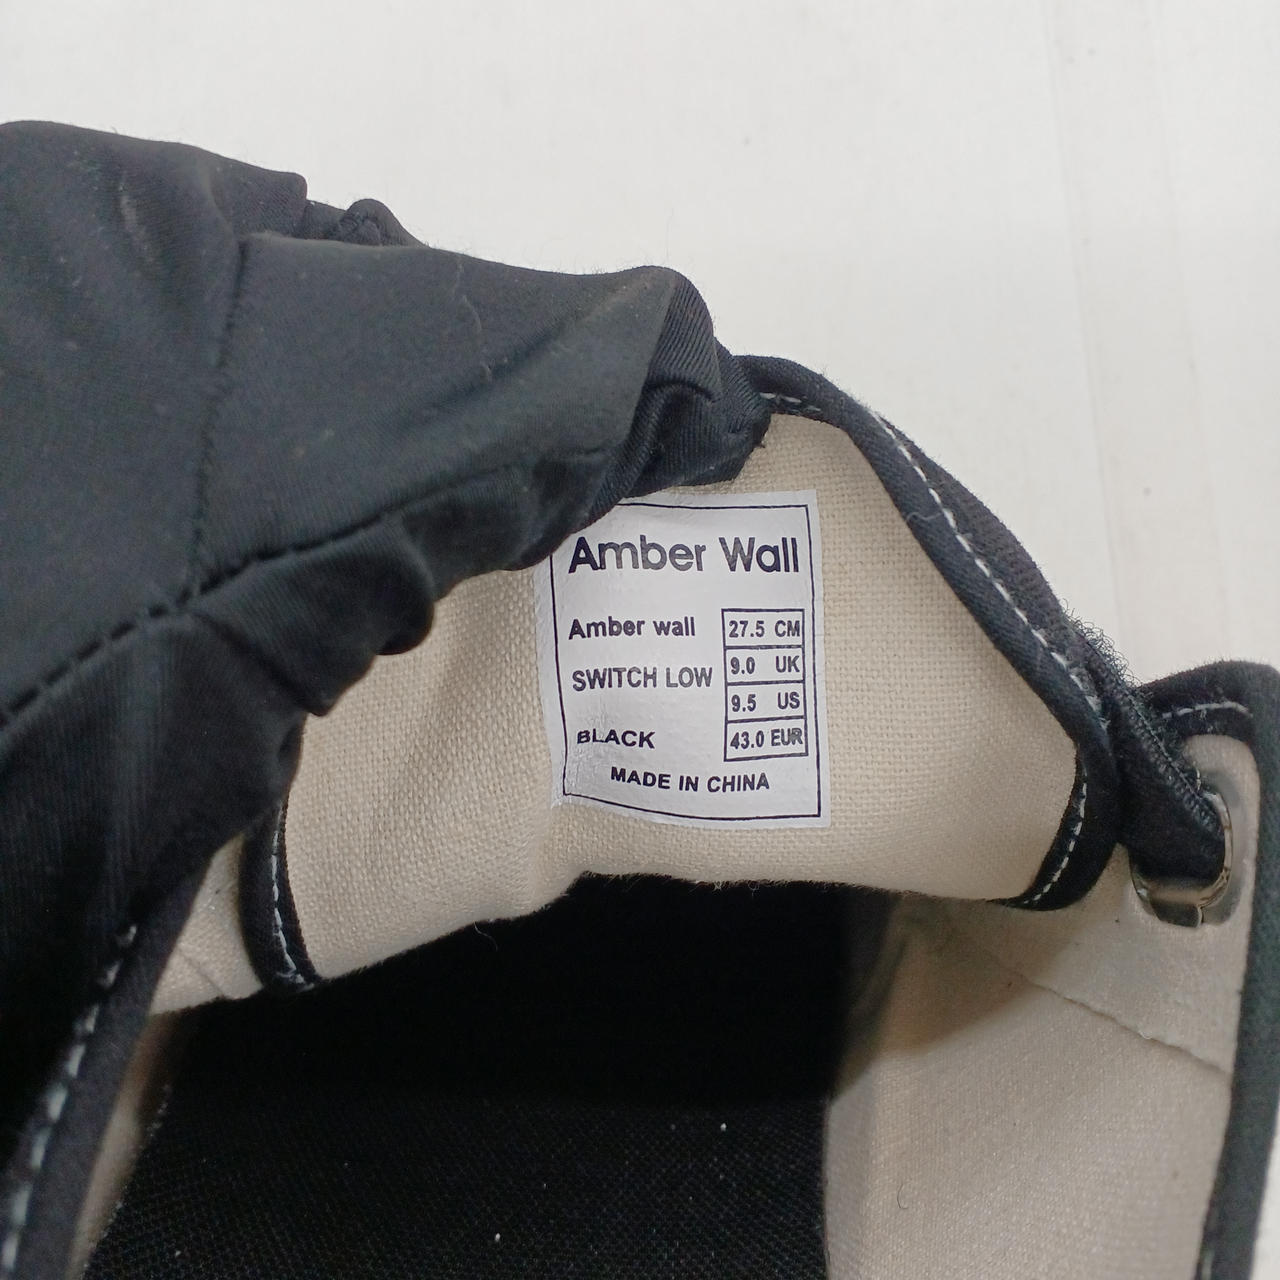 Amber Wall
Amber wall 27.5 CM
SWITCH LOW 9.0 UK
9.5 US
BLACK 43.0 EUR
MADE IN CHINA